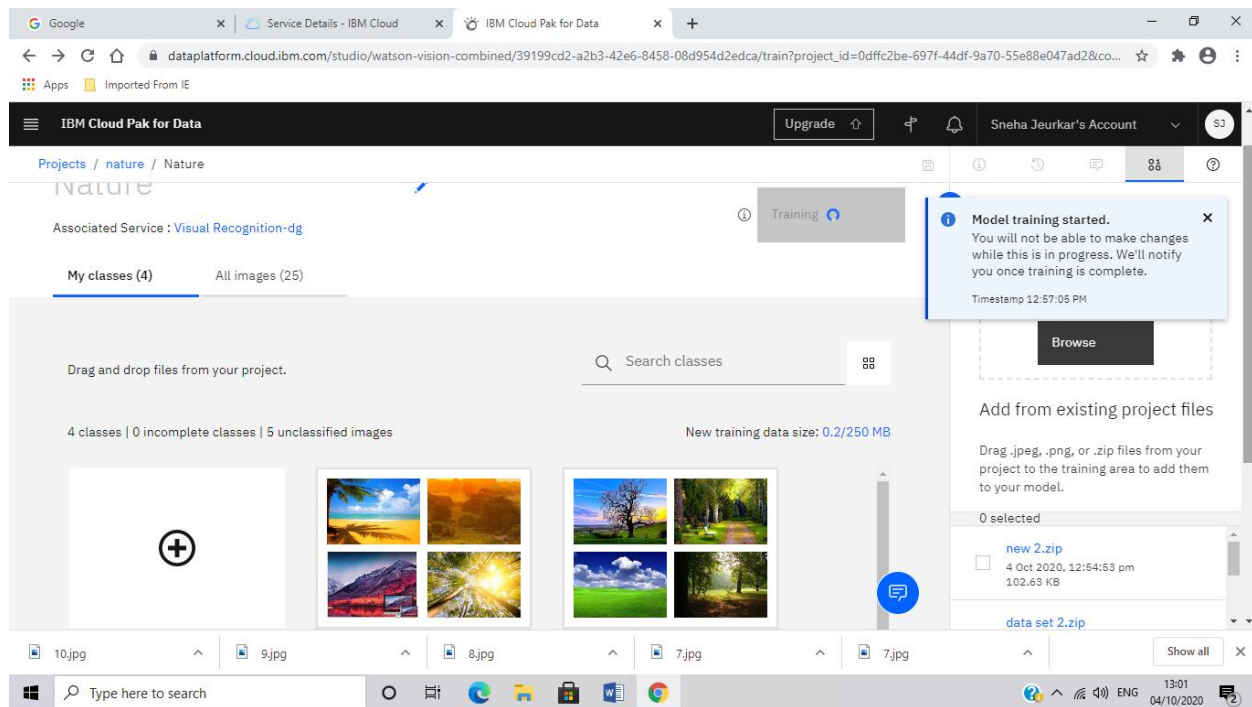 Google
Service Details - IBM Cloud
IBM Cloud Pak for Data
dataplatform.cloud.ibm.com/studio/watson-vision-combined/39199cd2-a2b3-42e6-8458-08d954d2edca/train?project_id=0dffc2be-697f-44df-9a70-55e88e047ad2&co...
Apps
Imported From IE
IBM Cloud Pak for Data
Upgrade
Sneha Jeurkar's Account
SJ
Projects / nature / Nature
Nature
Associated Service : Visual Recognition-dg
Training
Model training started.
You will not be able to make changes
while this is in progress. We'll notify
you once training is complete.
Timestamp 12:57:05 PM
My classes (4)
All images (25)
Browse
Drag and drop files from your project.
Search classes
Add from existing project files
4 classes | 0 incomplete classes | 5 unclassified images
New training data size: 0.2/250 MB
Drag .jpeg, .png, or .zip files from your
project to the training area to add them
to your model.
0 selected
new 2.zip
4 Oct 2020, 12:54:53 pm
102.63 KB
data set 2.zip
10.jpg
9.jpg
8.jpg
7.jpg
7.jpg
Show all
Type here to search
ENG
13:01
04/10/2020
2